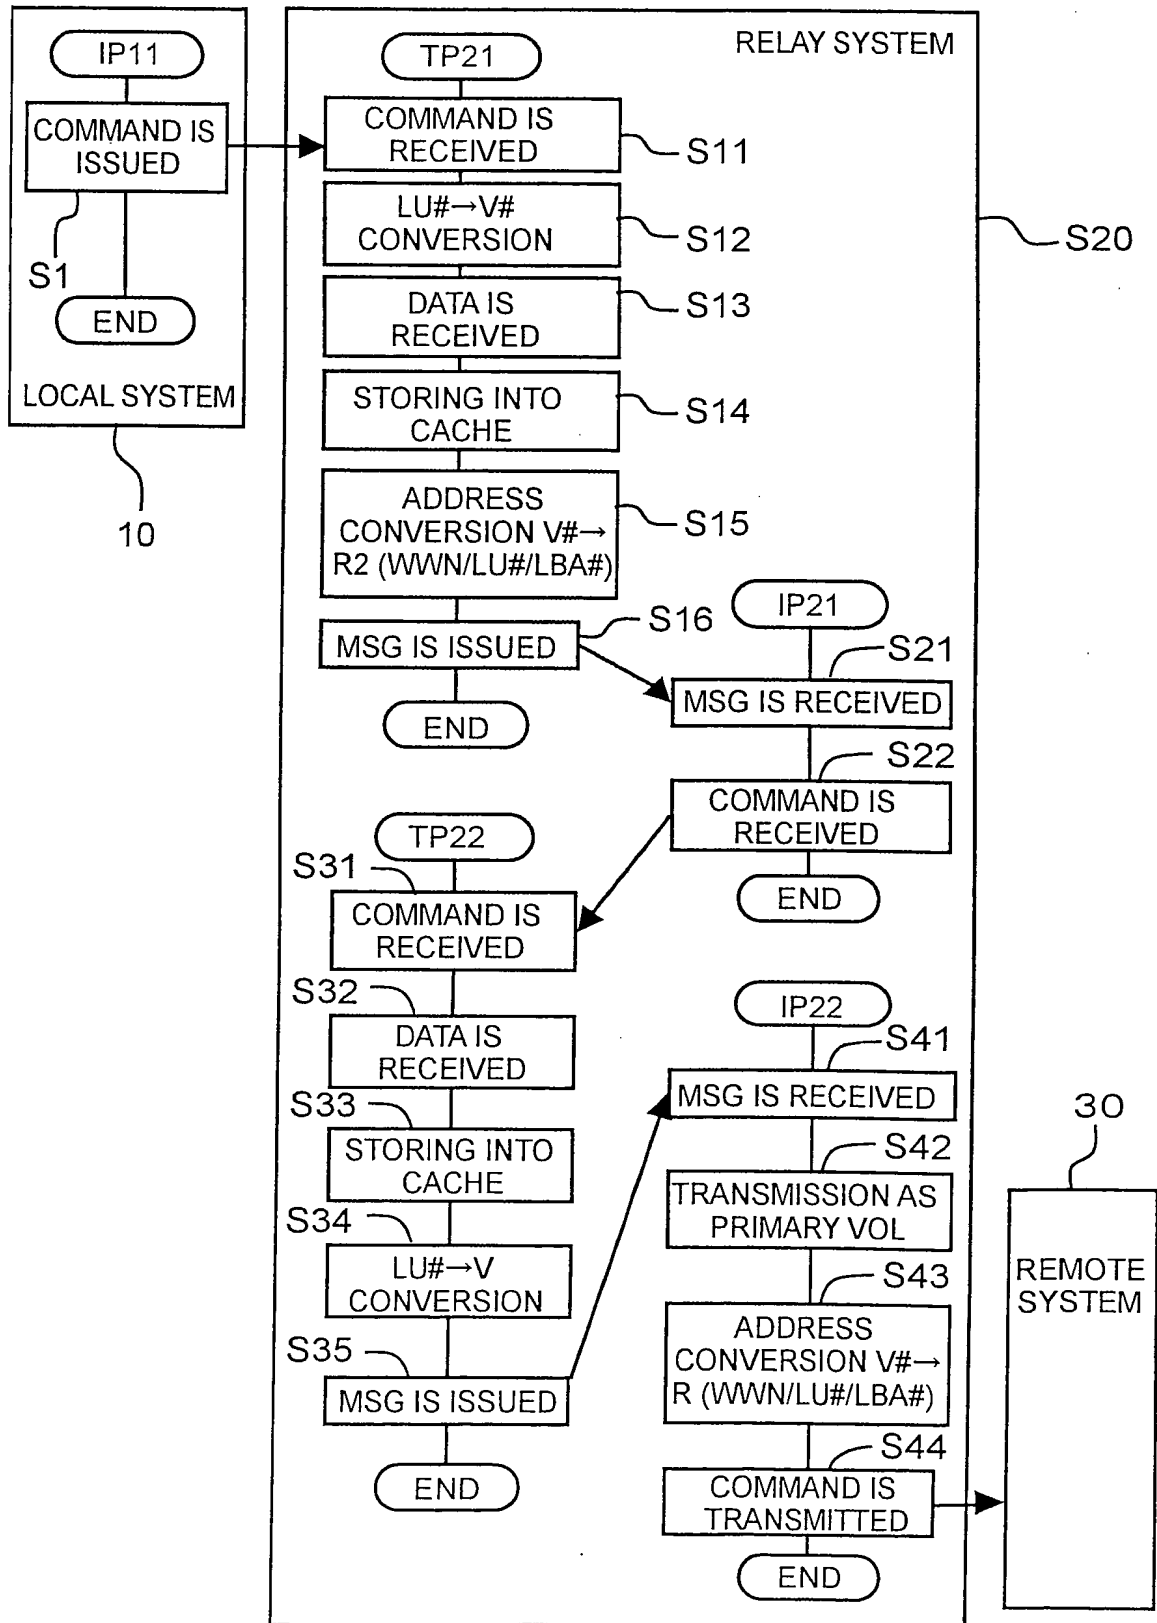 IP11
COMMAND IS
ISSUED
S1
END
LOCAL SYSTEM
10
RELAY SYSTEM
S20
TP21
COMMAND IS
RECEIVED
S11
LU#→V#
CONVERSION
S12
DATA IS
RECEIVED
S13
STORING INTO
CACHE
S14
ADDRESS
CONVERSION V#→
R2 (WWN/LU#/LBA#)
S15
MSG IS ISSUED
S16
END
IP21
S21
MSG IS RECEIVED
S22
COMMAND IS
RECEIVED
END
TP22
S31
COMMAND IS
RECEIVED
S32
DATA IS
RECEIVED
S33
STORING INTO
CACHE
S34
LU#→V
CONVERSION
S35
MSG IS ISSUED
END
IP22
S41
MSG IS RECEIVED
S42
TRANSMISSION AS
PRIMARY VOL
S43
ADDRESS
CONVERSION V#→
R (WWN/LU#/LBA#)
S44
COMMAND IS
TRANSMITTED
END
30
REMOTE
SYSTEM